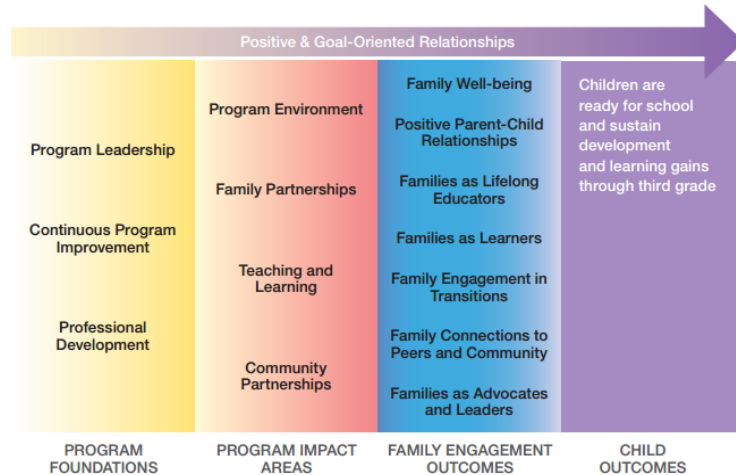 Positive & Goal-Oriented Relationships
Program Leadership
Continuous Program
Improvement
Professional
Development
PROGRAM
FOUNDATIONS
Program Environment
Family Partnerships
Teaching and
Learning
Community
Partnerships
PROGRAM IMPACT
AREAS
Family Well-being
Positive Parent-Child
Relationships
Families as Lifelong
Educators
Families as Learners
Family Engagement in
Transitions
Family Connections to
Peers and Community
Families as Advocates
and Leaders
FAMILY ENGAGEMENT
OUTCOMES
Children are
ready for school
and sustain
development
and learning gains
through third grade
CHILD
OUTCOMES